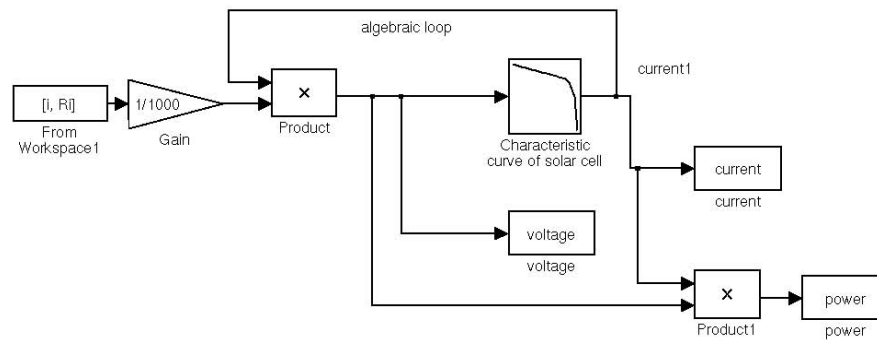 algebraic loop
current1
[I, Ri]
1/1000
×
From
Workspace1
Gain
Product
Characteristic
curve of solar cell
current
current
voltage
voltage
×
power
Product1
power